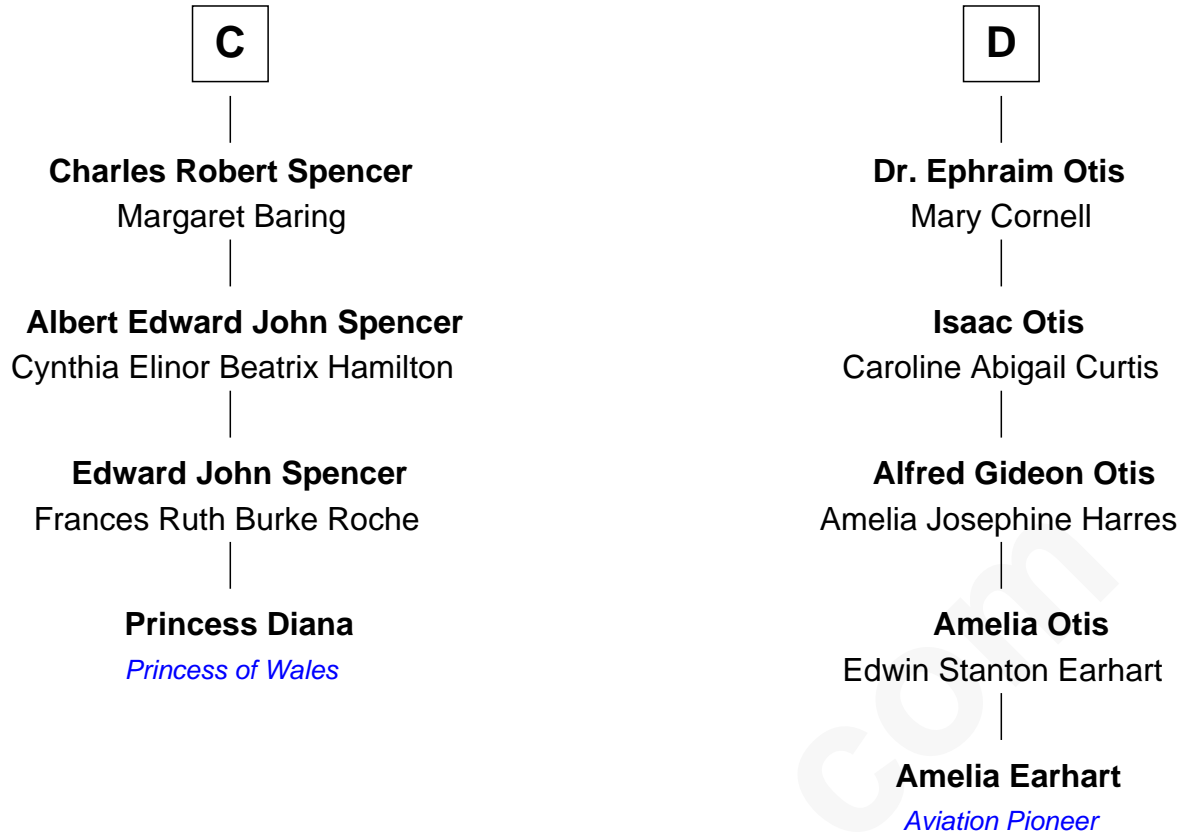 C
Charles Robert Spencer
Margaret Baring
Albert Edward John Spencer
Cynthia Elinor Beatrix Hamilton
Edward John Spencer
Frances Ruth Burke Roche
Princess Diana
Princess of Wales
D
Dr. Ephraim Otis
Mary Cornell
Isaac Otis
Caroline Abigail Curtis
Alfred Gideon Otis
Amelia Josephine Harres
Amelia Otis
Edwin Stanton Earhart
Amelia Earhart
Aviation Pioneer
com